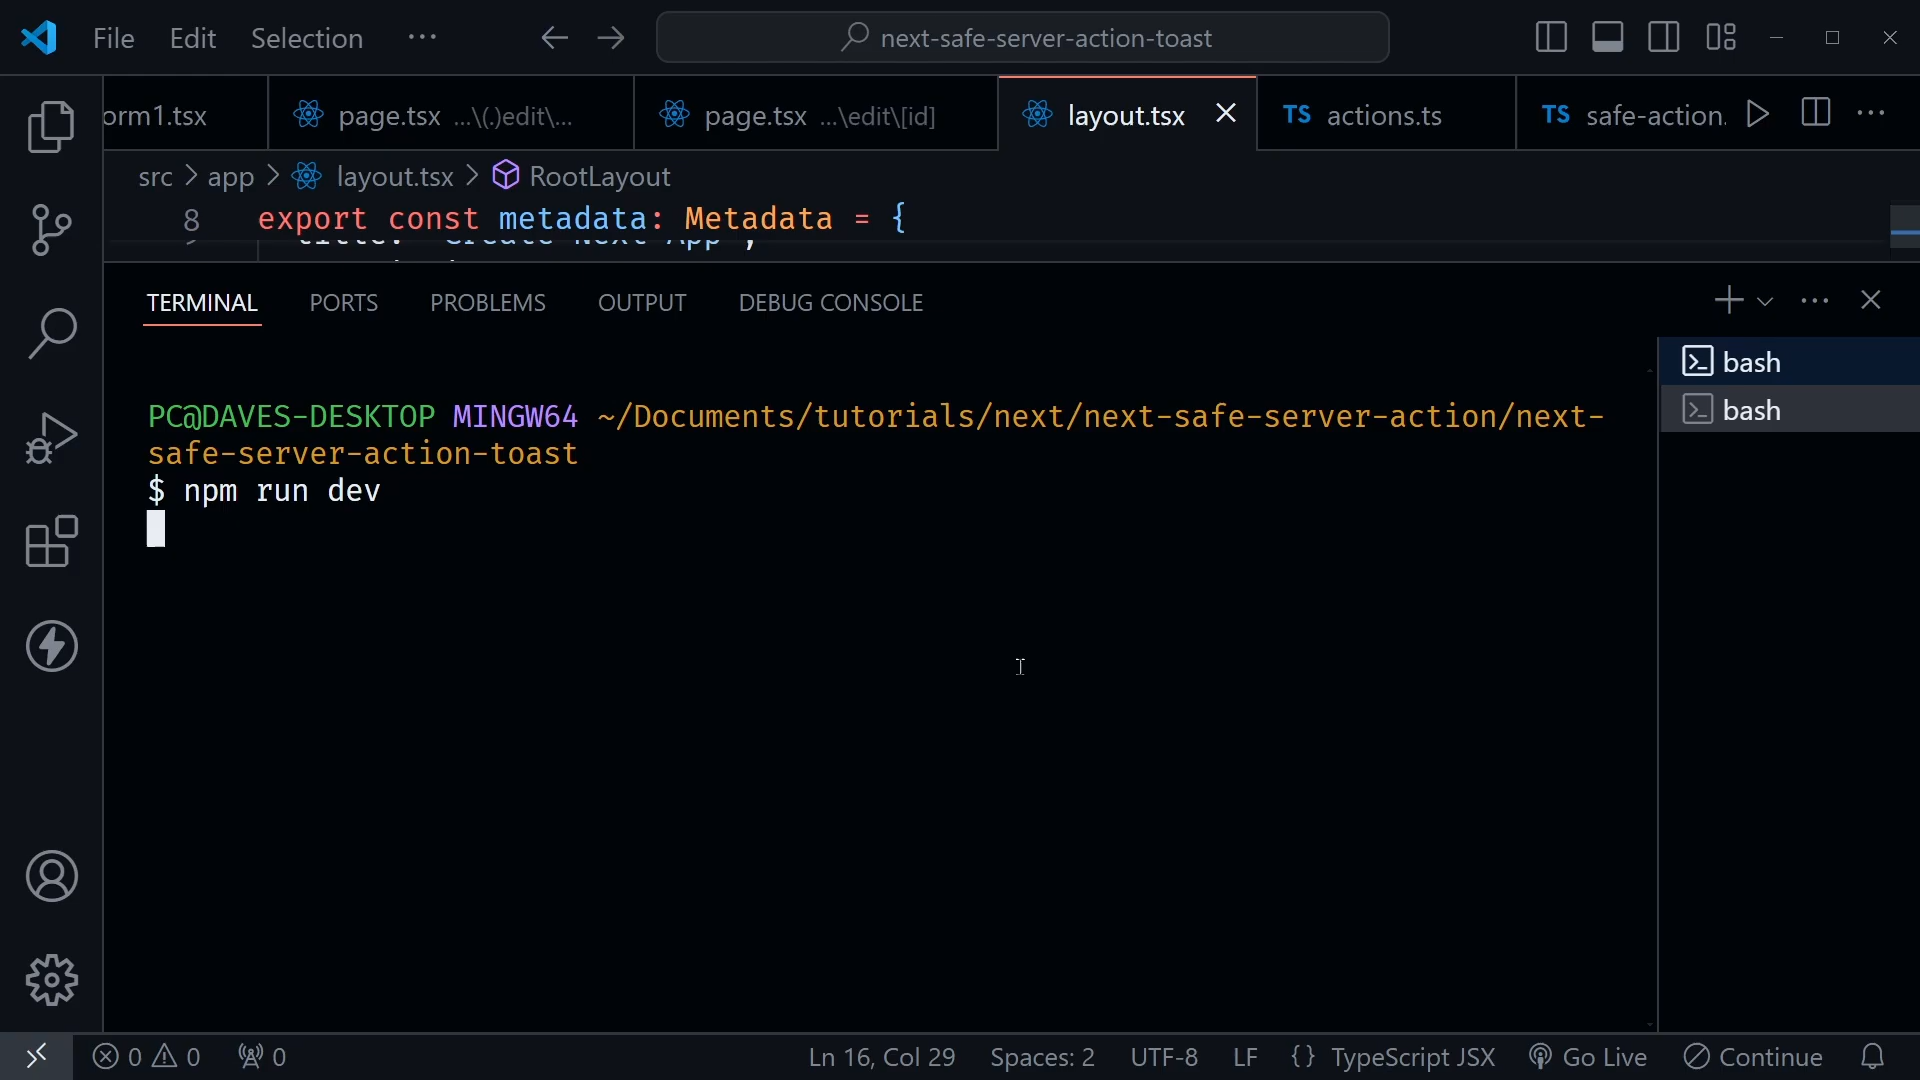 File Edit Selection ··· next-safe-server-action-toast
orm1.tsx page.tsx ...\(.)edit\... page.tsx ...\edit\[id] layout.tsx TS actions.ts TS safe-action.
src > app > layout.tsx > RootLayout
8 export const metadata: Metadata = {
TERMINAL PORTS PROBLEMS OUTPUT DEBUG CONSOLE
bash
bash
PC@DAVES-DESKTOP MINGW64 ~/Documents/tutorials/next/next-safe-server-action/next-
safe-server-action-toast
$ npm run dev
0 0 0 Ln 16, Col 29 Spaces: 2 UTF-8 LF {} TypeScript JSX Go Live Continue